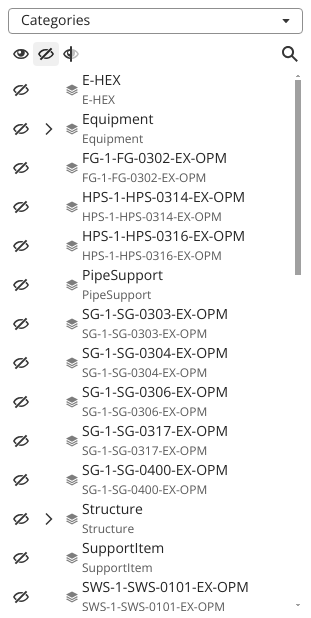 Categories
E-HEX
E-HEX
Equipment
Equipment
FG-1-FG-0302-EX-OPM
FG-1-FG-0302-EX-OPM
HPS-1-HPS-0314-EX-OPM
HPS-1-HPS-0314-EX-OPM
HPS-1-HPS-0316-EX-OPM
HPS-1-HPS-0316-EX-OPM
PipeSupport
PipeSupport
SG-1-SG-0303-EX-OPM
SG-1-SG-0303-EX-OPM
SG-1-SG-0304-EX-OPM
SG-1-SG-0304-EX-OPM
SG-1-SG-0306-EX-OPM
SG-1-SG-0306-EX-OPM
SG-1-SG-0317-EX-OPM
SG-1-SG-0317-EX-OPM
SG-1-SG-0400-EX-OPM
SG-1-SG-0400-EX-OPM
Structure
Structure
SupportItem
SupportItem
SWS-1-SWS-0101-EX-OPM
SWS-1-SWS-0101-EX-OPM